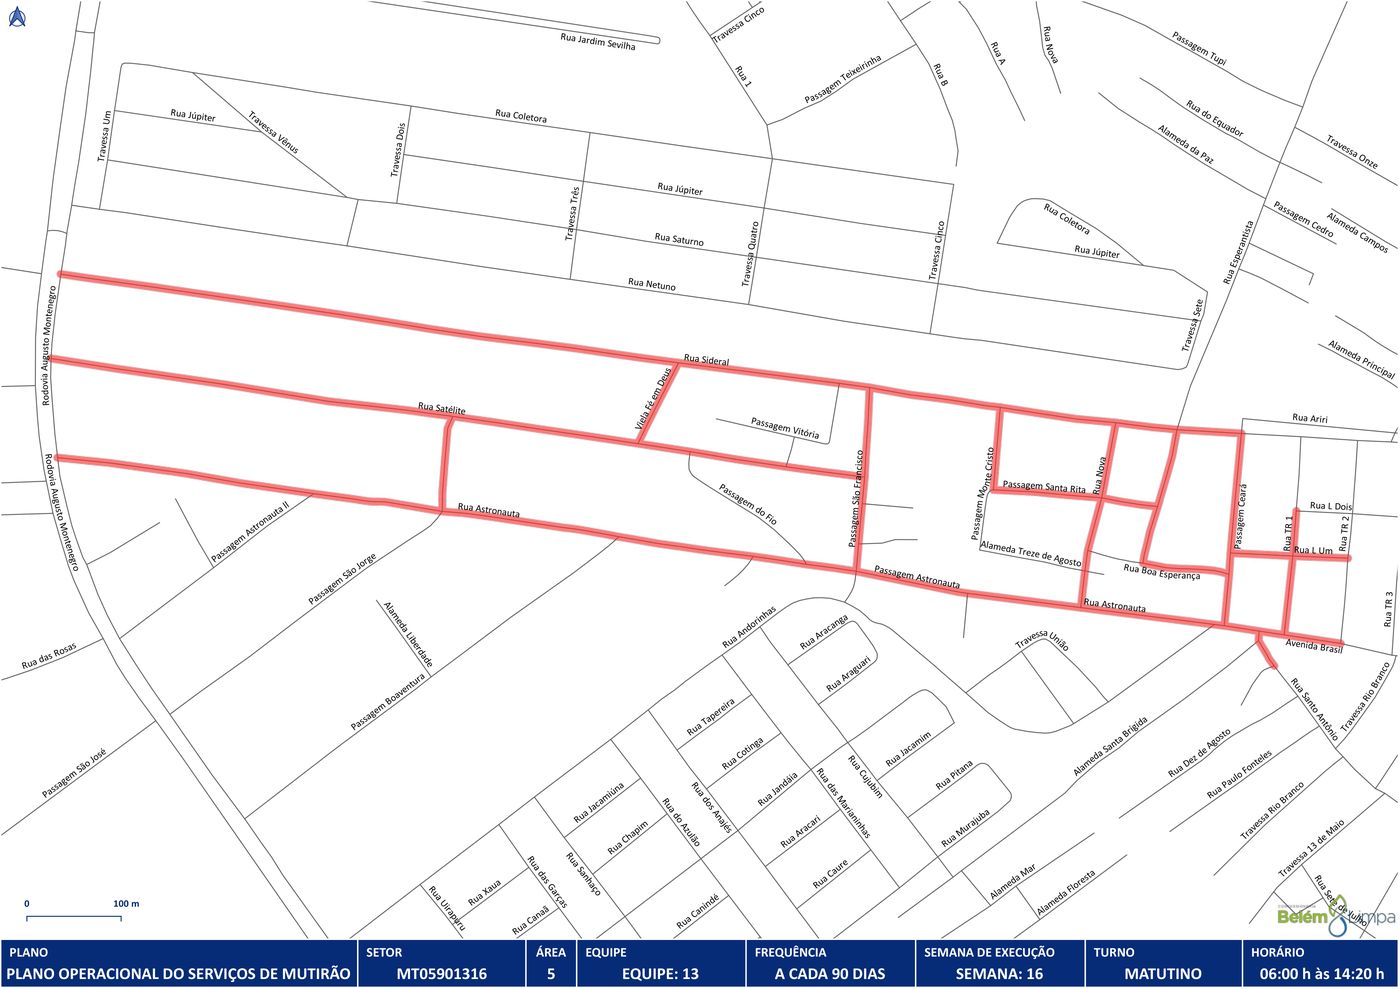 Rua Jardim Sevilha
Travessa Cinco
Rua 1
Passagem Teixeirinha
Rua B
Rua A
Rua Nova
Passagem Tupi
Rua do Equador
Alameda da Paz
Travessa Onze
Passagem Cedro
Alameda Campos
Rua Esperantista
Alameda Principal
Travessa Um
Rua Júpiter
Travessa Vênus
Travessa Dois
Rua Coletora
Travessa Três
Rua Júpiter
Rua Saturno
Travessa Quatro
Travessa Cinco
Rua Netuno
Rua Coletora
Rua Júpiter
Travessa Sete
Rodovia Augusto Montenegro
Rua Sideral
Viela Fé em Deus
Rua Satélite
Passagem Vitória
Rua Ariri
Rodovia Augusto Montenegro
Passagem São Francisco
Passagem Monte Cristo
Passagem Santa Rita
Rua Nova
Passagem Ceará
Rua TR 1
Rua L Dois
Rua TR 2
Rua L Um
Passagem do Fio
Rua Astronauta
Passagem Astronauta II
Passagem São Jorge
Alameda Treze de Agosto
Rua Boa Esperança
Passagem Astronauta
Rua Astronauta
Rua TR 3
Avenida Brasil
Alameda Liberdade
Rua Andorinhas
Rua Aracanga
Rua Araguari
Travessa União
Rua das Rosas
Passagem Boaventura
Rua Tapereira
Rua Cotinga
Rua Jandáia
Rua Jacamim
Rua Cujubim
Rua Pitana
Rua Murajuba
Alameda Santa Brigida
Rua Dez de Agosto
Rua Santo Antônio
Travessa Rio Branco
Rua Paulo Fonteles
Travessa Rio Branco
Travessa 13 de Maio
Passagem São José
Rua Jacamiúna
Rua Chapim
Rua do Azulão
Rua dos Anajés
Rua das Marianinhas
Rua Aracari
Rua Caure
Rua Sanhaço
Rua das Garças
Rua Xaua
Rua Canaã
Rua Uirapuru
Rua Canindé
Alameda Mar
Alameda Floresta
Rua Sete de Julho
0 100 m
Belém Limpa
PLANO
PLANO OPERACIONAL DO SERVIÇOS DE MUTIRÃO
SETOR
MT05901316
ÁREA
5
EQUIPE
EQUIPE: 13
FREQUÊNCIA
A CADA 90 DIAS
SEMANA DE EXECUÇÃO
SEMANA: 16
TURNO
MATUTINO
HORÁRIO
06:00 h às 14:20 h